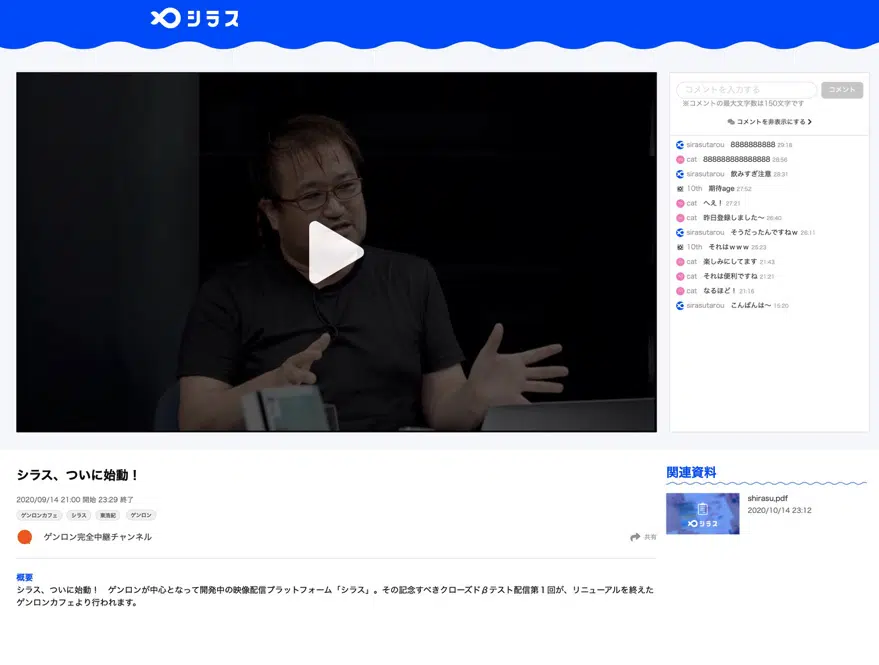 シラス
コメントを入力する
コメント
※コメントの最大文字数は150文字です
コメントを非表示にする
sirasutarou 8888888888 29:18
cat 888888888888888 28:56
sirasutarou 飲みすぎ注意 28:31
10th 期待age 27:52
cat へえ！ 27:21
cat 昨日登録しました〜 26:40
sirasutarou そうだったんですねｗ 26:11
10th それはｗｗｗ 25:23
cat 楽しみにしてます 21:43
cat それは便利ですね 21:21
cat なるほど！ 21:16
sirasutarou こんばんは〜 15:20
シラス、ついに始動！
2020/09/14 21:00 開始 23:29 終了
ゲンロンカフェ シラス 東浩紀 ゲンロン
ゲンロン完全中継チャンネル
共有
概要
シラス、ついに始動！　ゲンロンが中心となって開発中の映像配信プラットフォーム「シラス」。その記念すべきクローズドβテスト配信第１回が、リニューアルを終えた
ゲンロンカフェより行われます。
関連資料
シラス
shirasu.pdf
2020/10/14 23:12